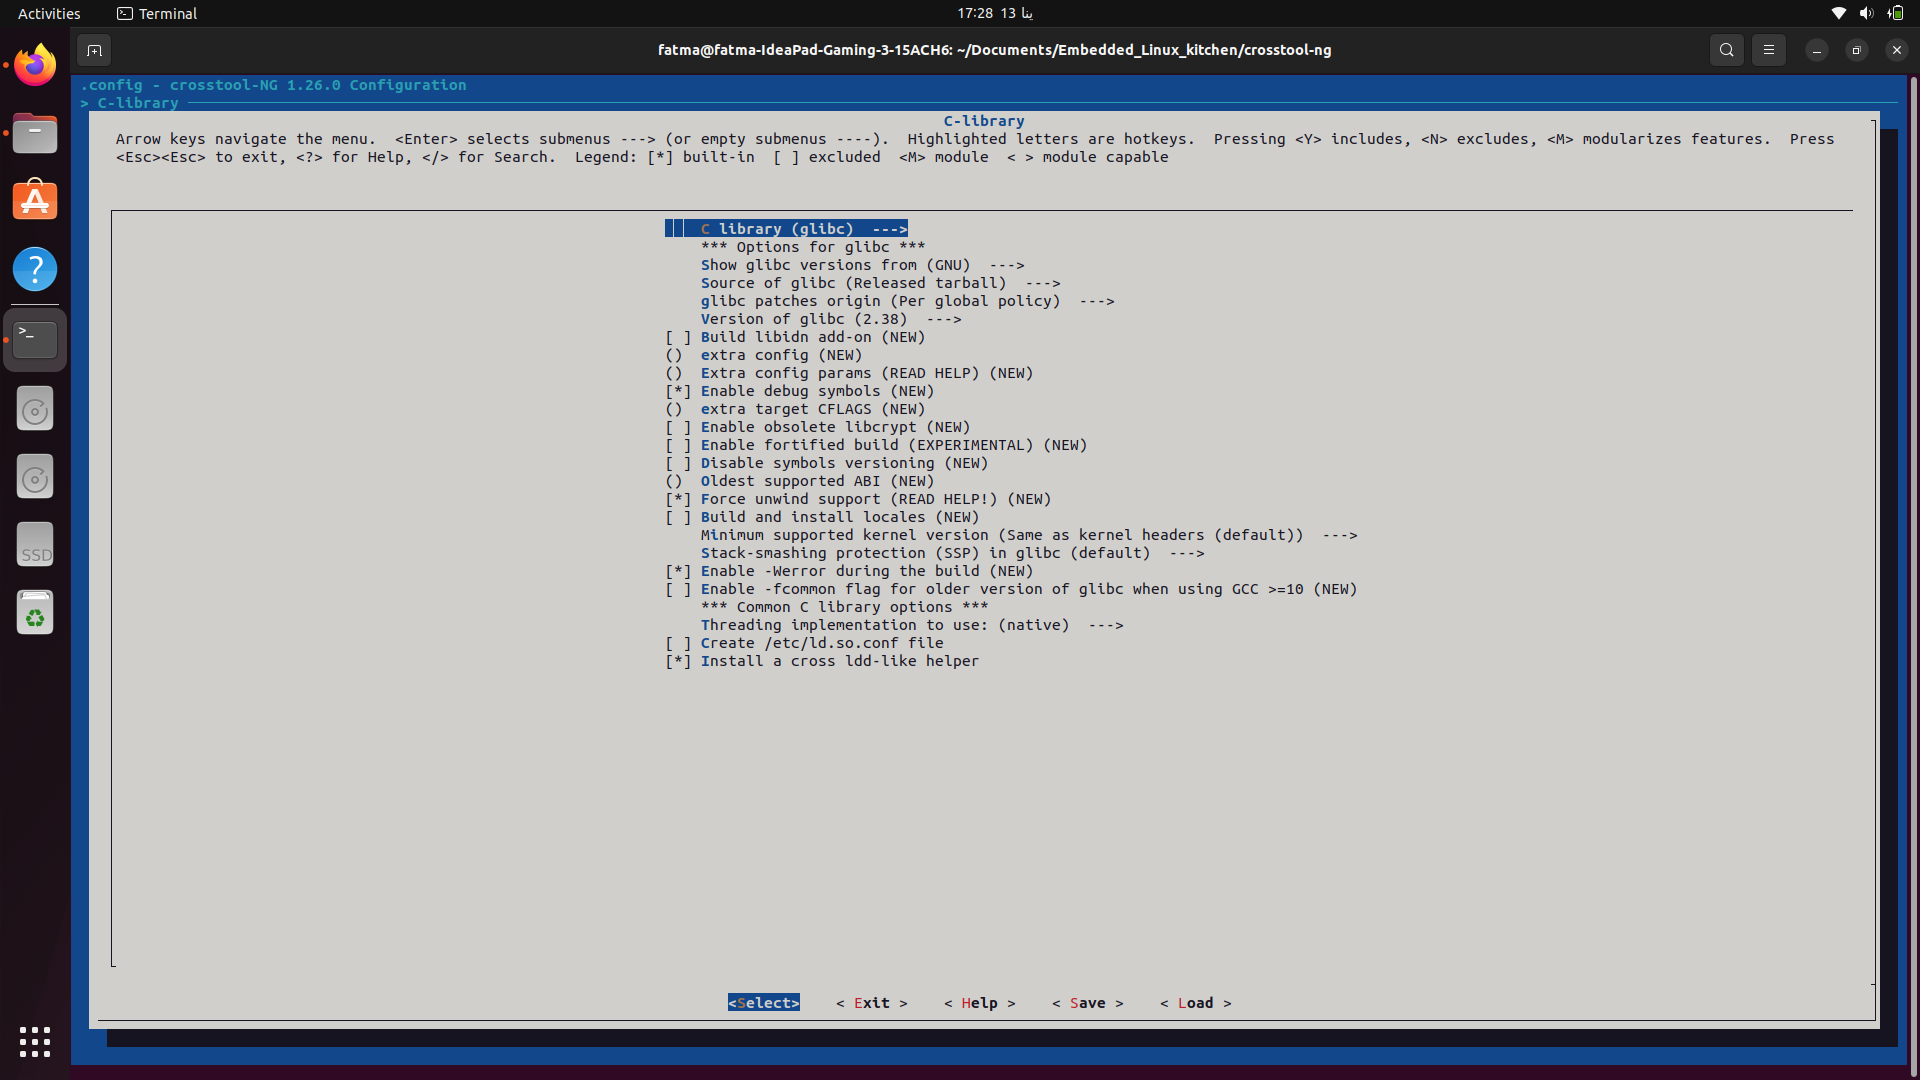 Activities
Terminal
17:28 13 ينا
fatma@fatma-IdeaPad-Gaming-3-15ACH6: ~/Documents/Embedded_Linux_kitchen/crosstool-ng
.config - crosstool-NG 1.26.0 Configuration
> C-library
C-library
Arrow keys navigate the menu.  <Enter> selects submenus ---> (or empty submenus ----).  Highlighted letters are hotkeys.  Pressing <Y> includes, <N> excludes, <M> modularizes features.  Press
<Esc><Esc> to exit, <?> for Help, </> for Search.  Legend: [*] built-in  [ ] excluded  <M> module  < > module capable
C library (glibc)  --->
*** Options for glibc ***
Show glibc versions from (GNU)  --->
Source of glibc (Released tarball)  --->
glibc patches origin (Per global policy)  --->
Version of glibc (2.38)  --->
[ ] Build libidn add-on (NEW)
()  extra config (NEW)
()  Extra config params (READ HELP) (NEW)
[*] Enable debug symbols (NEW)
()  extra target CFLAGS (NEW)
[ ] Enable obsolete libcrypt (NEW)
[ ] Enable fortified build (EXPERIMENTAL) (NEW)
[ ] Disable symbols versioning (NEW)
()  Oldest supported ABI (NEW)
[*] Force unwind support (READ HELP!) (NEW)
[ ] Build and install locales (NEW)
Minimum supported kernel version (Same as kernel headers (default))  --->
Stack-smashing protection (SSP) in glibc (default)  --->
[*] Enable -Werror during the build (NEW)
[ ] Enable -fcommon flag for older version of glibc when using GCC >=10 (NEW)
*** Common C library options ***
Threading implementation to use: (native)  --->
[ ] Create /etc/ld.so.conf file
[*] Install a cross ldd-like helper
SSD
<Select>    < Exit >    < Help >    < Save >    < Load >